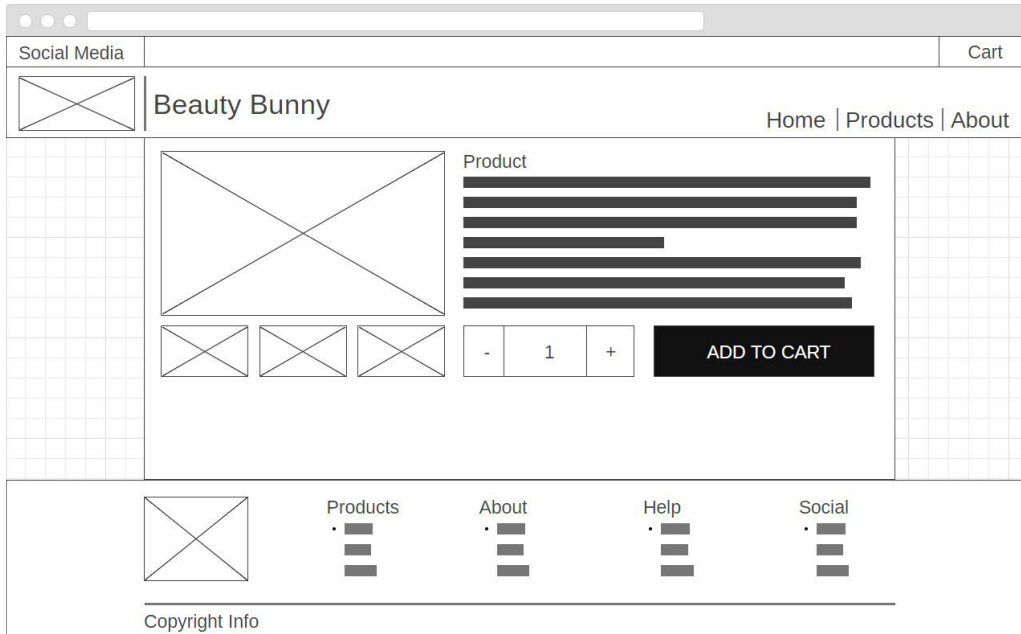 Social Media
Cart
Beauty Bunny
Home
Products
About
Product
-
1
+
ADD TO CART
Products
About
Help
Social
Copyright Info